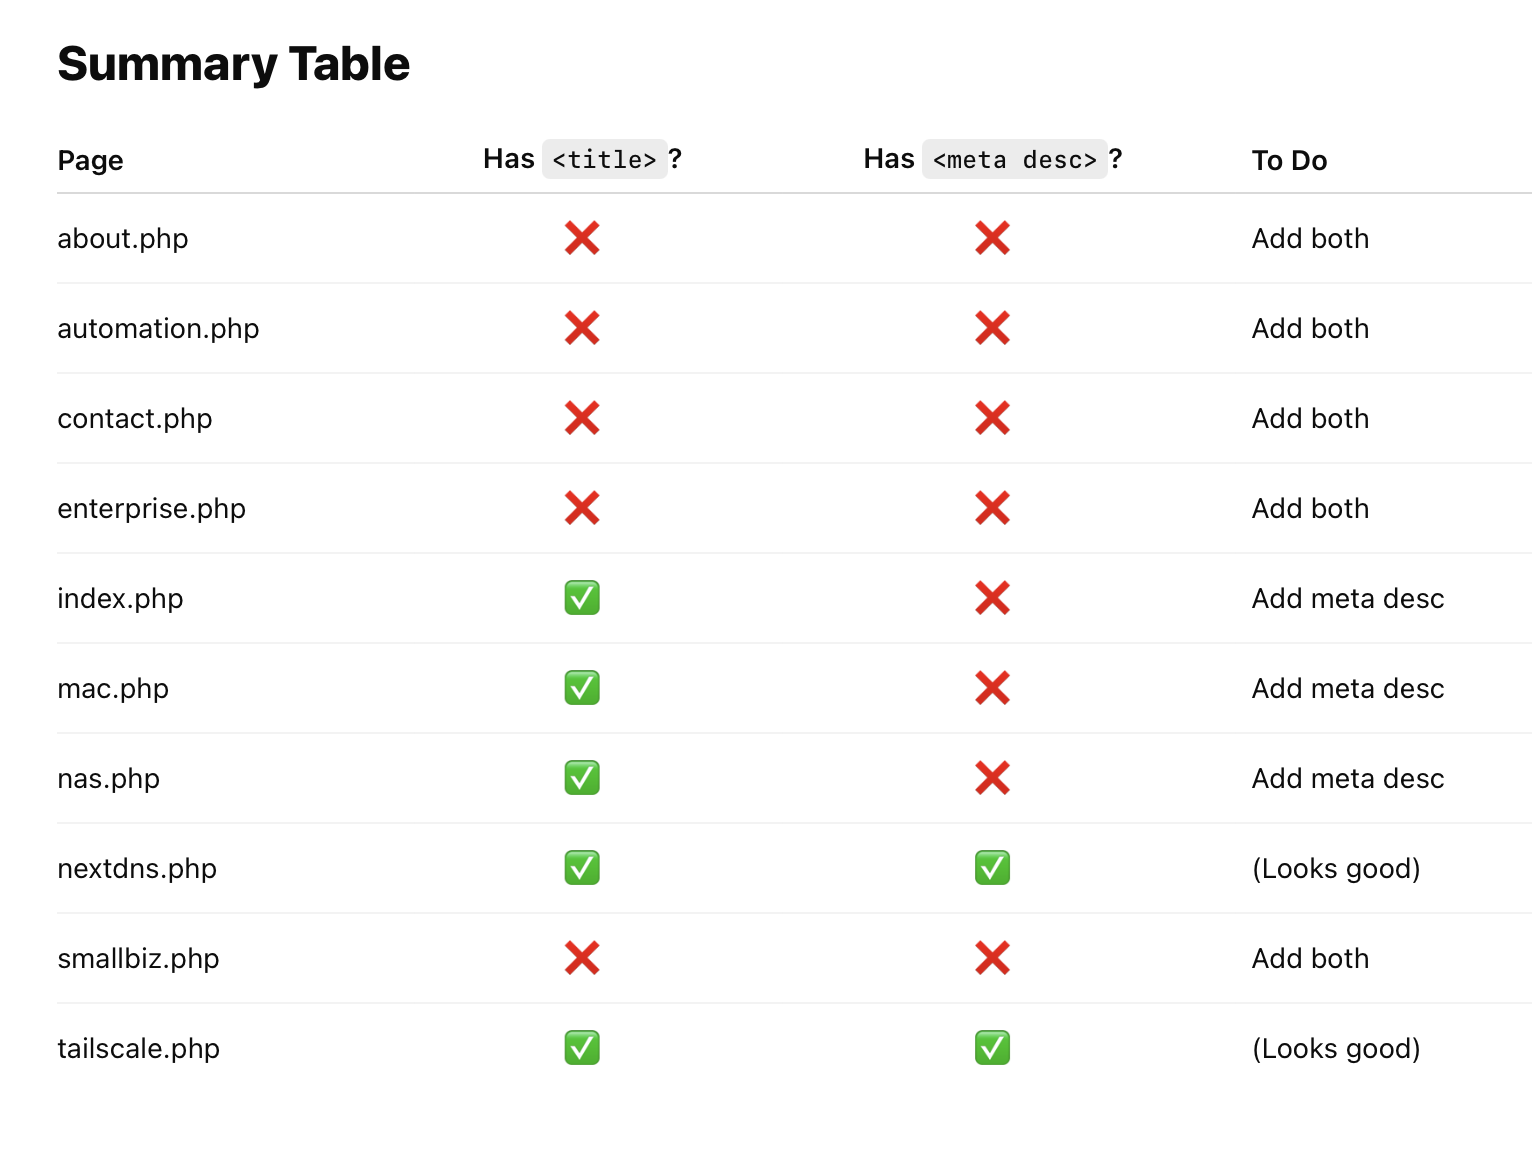 Summary Table
Page Has <title>? Has <meta desc>? To Do
about.php ❌ ❌ Add both
automation.php ❌ ❌ Add both
contact.php ❌ ❌ Add both
enterprise.php ❌ ❌ Add both
index.php ✅ ❌ Add meta desc
mac.php ✅ ❌ Add meta desc
nas.php ✅ ❌ Add meta desc
nextdns.php ✅ ✅ (Looks good)
smallbiz.php ❌ ❌ Add both
tailscale.php ✅ ✅ (Looks good)